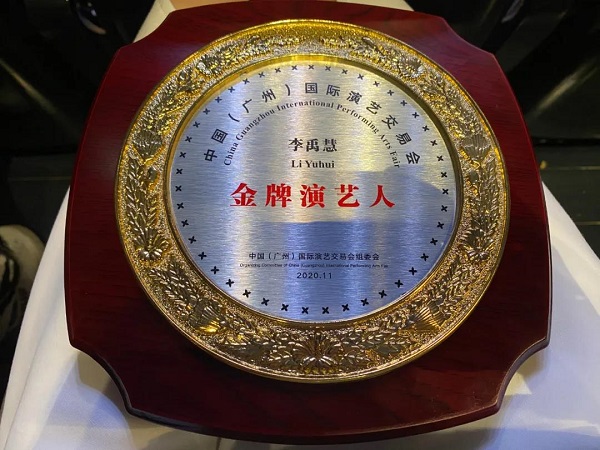 中国（广州）国际演艺交易会
China Guangzhou International Performing Arts Fair
李禹慧
Li Yuhui
金牌演艺人
中国（广州）国际演艺交易会组委会
Organizing Committee of China (Guangzhou) International Performing Arts Fair
2020.11